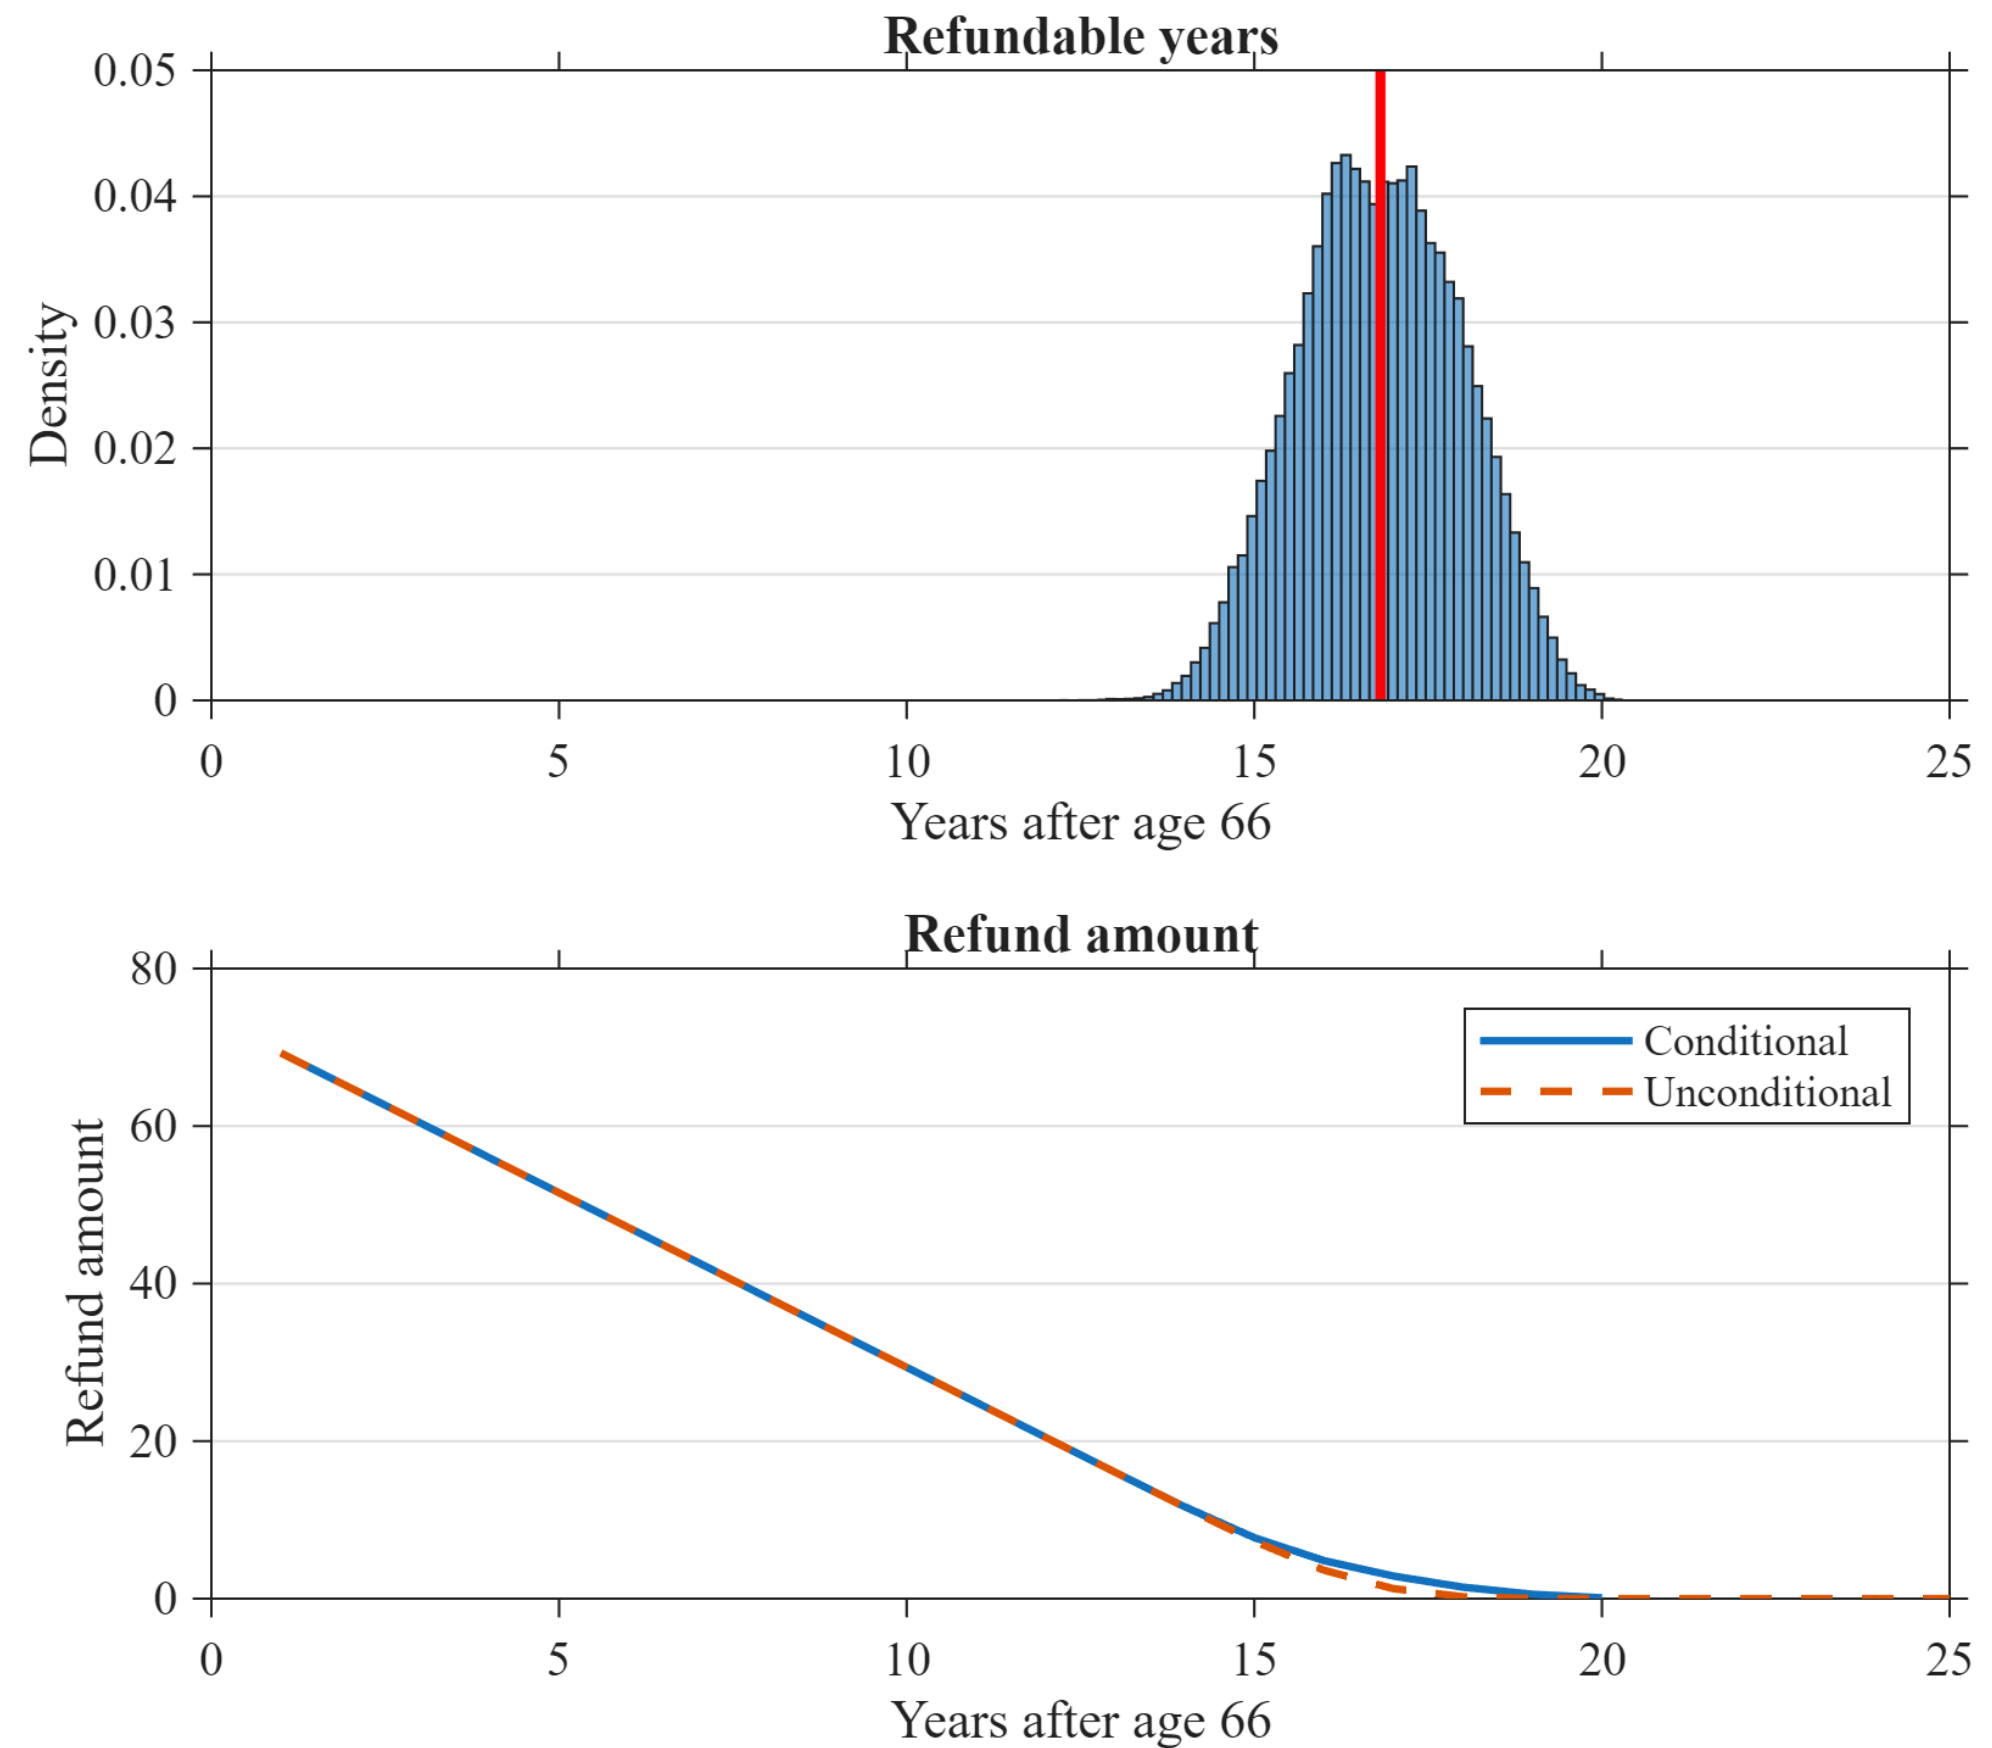 Refundable years
0.05
0.04
0.03
0.02
0.01
0
Density
0 5 10 15 20 25
Years after age 66
Refund amount
80
60
40
20
0
Refund amount
Conditional
Unconditional
0 5 10 15 20 25
Years after age 66